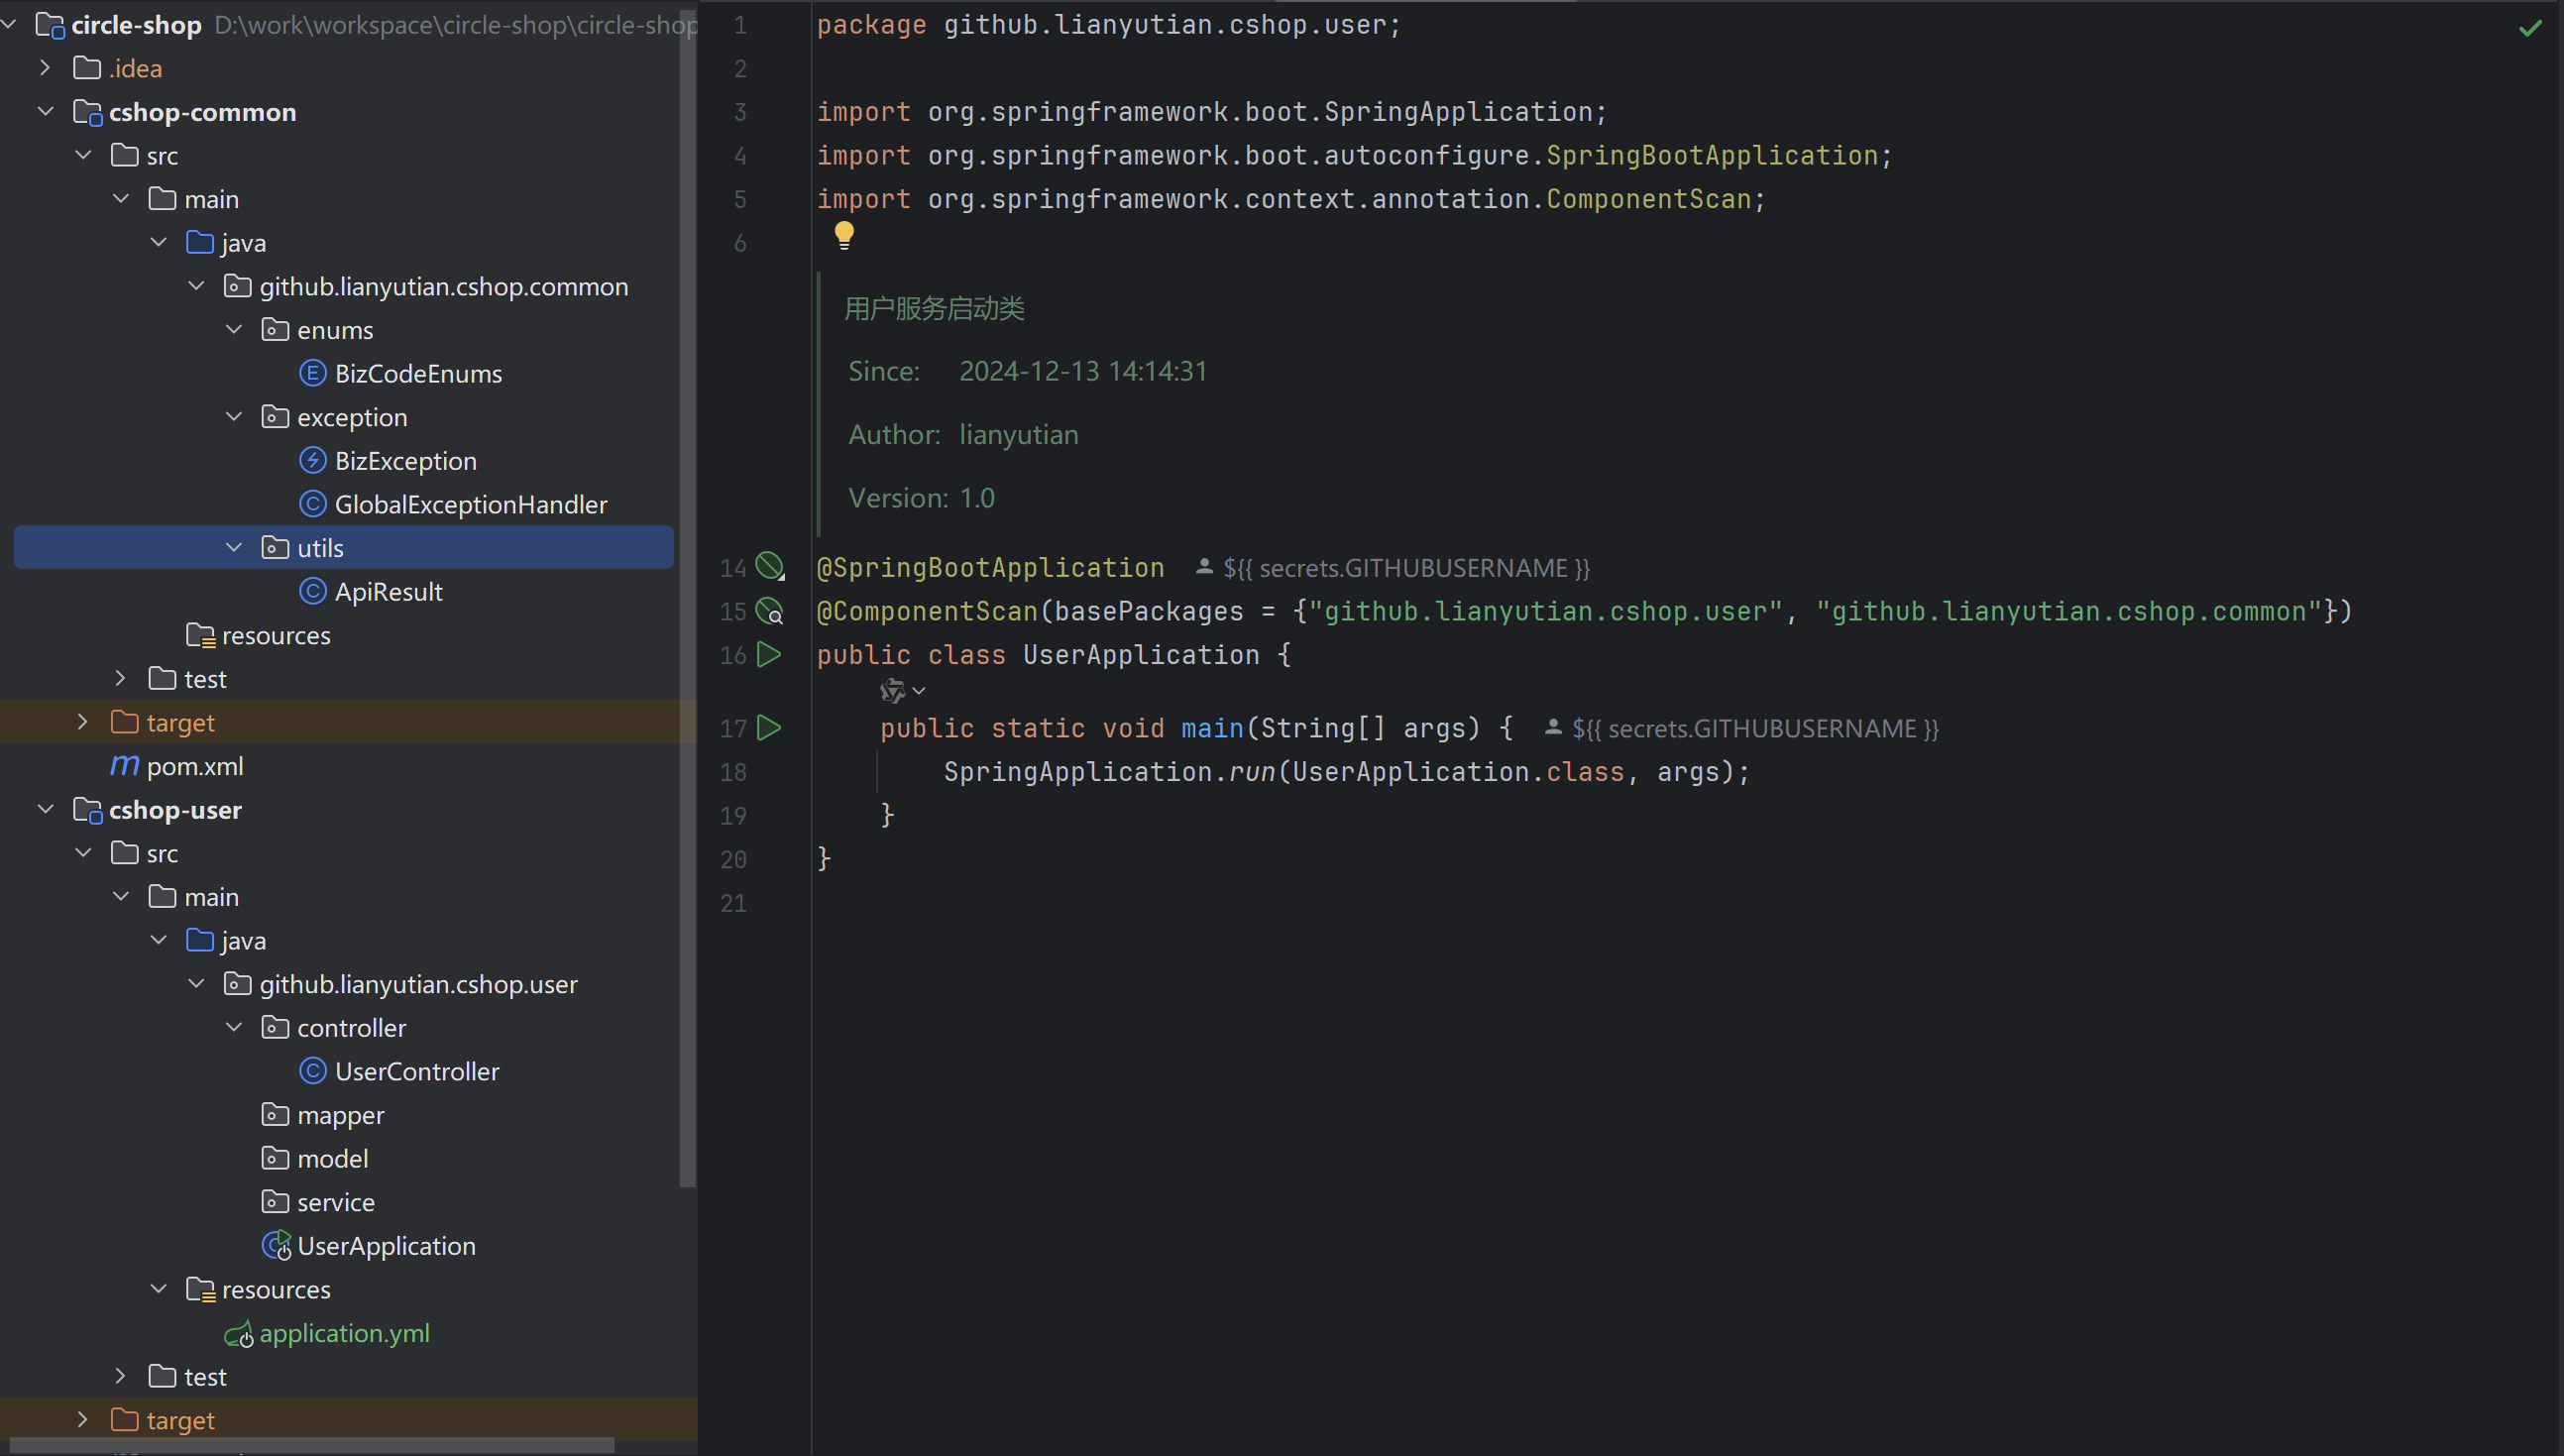 circle-shop D:\work\workspace\circle-shop\circle-shop
.idea
cshop-common
src
main
java
github.lianyutian.cshop.common
enums
BizCodeEnums
exception
BizException
GlobalExceptionHandler
utils
ApiResult
resources
test
target
pom.xml
cshop-user
src
main
java
github.lianyutian.cshop.user
controller
UserController
mapper
model
service
UserApplication
resources
application.yml
test
target
1 package github.lianyutian.cshop.user;
2
3 import org.springframework.boot.SpringApplication;
4 import org.springframework.boot.autoconfigure.SpringBootApplication;
5 import org.springframework.context.annotation.ComponentScan;
6
用户服务启动类
Since: 2024-12-13 14:14:31
Author: lianyutian
Version: 1.0
14 @SpringBootApplication ${{ secrets.GITHUBUSERNAME }}
15 @ComponentScan(basePackages = {"github.lianyutian.cshop.user", "github.lianyutian.cshop.common"})
16 public class UserApplication {
17 public static void main(String[] args) { ${{ secrets.GITHUBUSERNAME }}
18 SpringApplication.run(UserApplication.class, args);
19 }
20 }
21